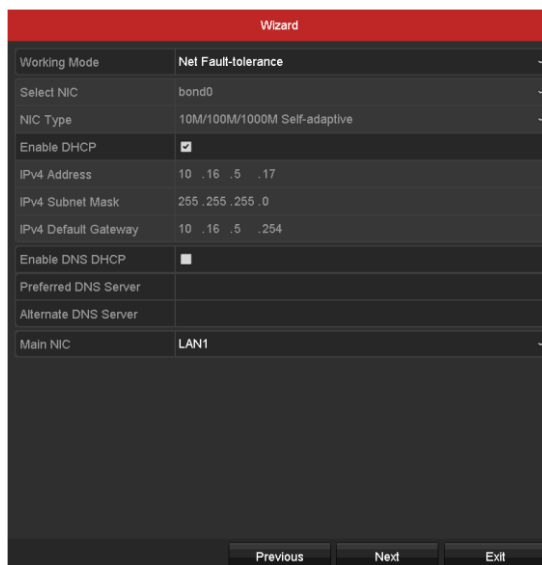 Wizard
Working Mode Net Fault-tolerance
Select NIC bond0
NIC Type 10M/100M/1000M Self-adaptive
Enable DHCP
IPv4 Address 10 .16 .5 .17
IPv4 Subnet Mask 255.255.255.0
IPv4 Default Gateway 10 .16 .5 .254
Enable DNS DHCP
Preferred DNS Server
Alternate DNS Server
Main NIC LAN1
Previous Next Exit